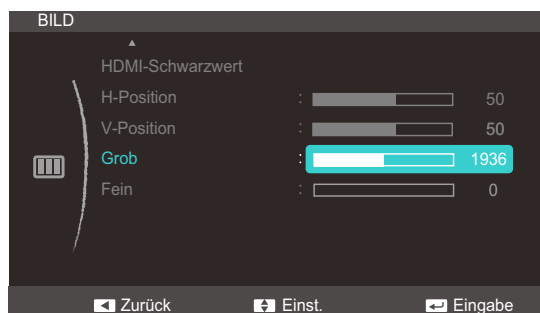 BILD
HDMI-Schwarzwert
H-Position : 50
V-Position : 50
Grob : 1936
Fein : 0
Zurück Einst. Eingabe